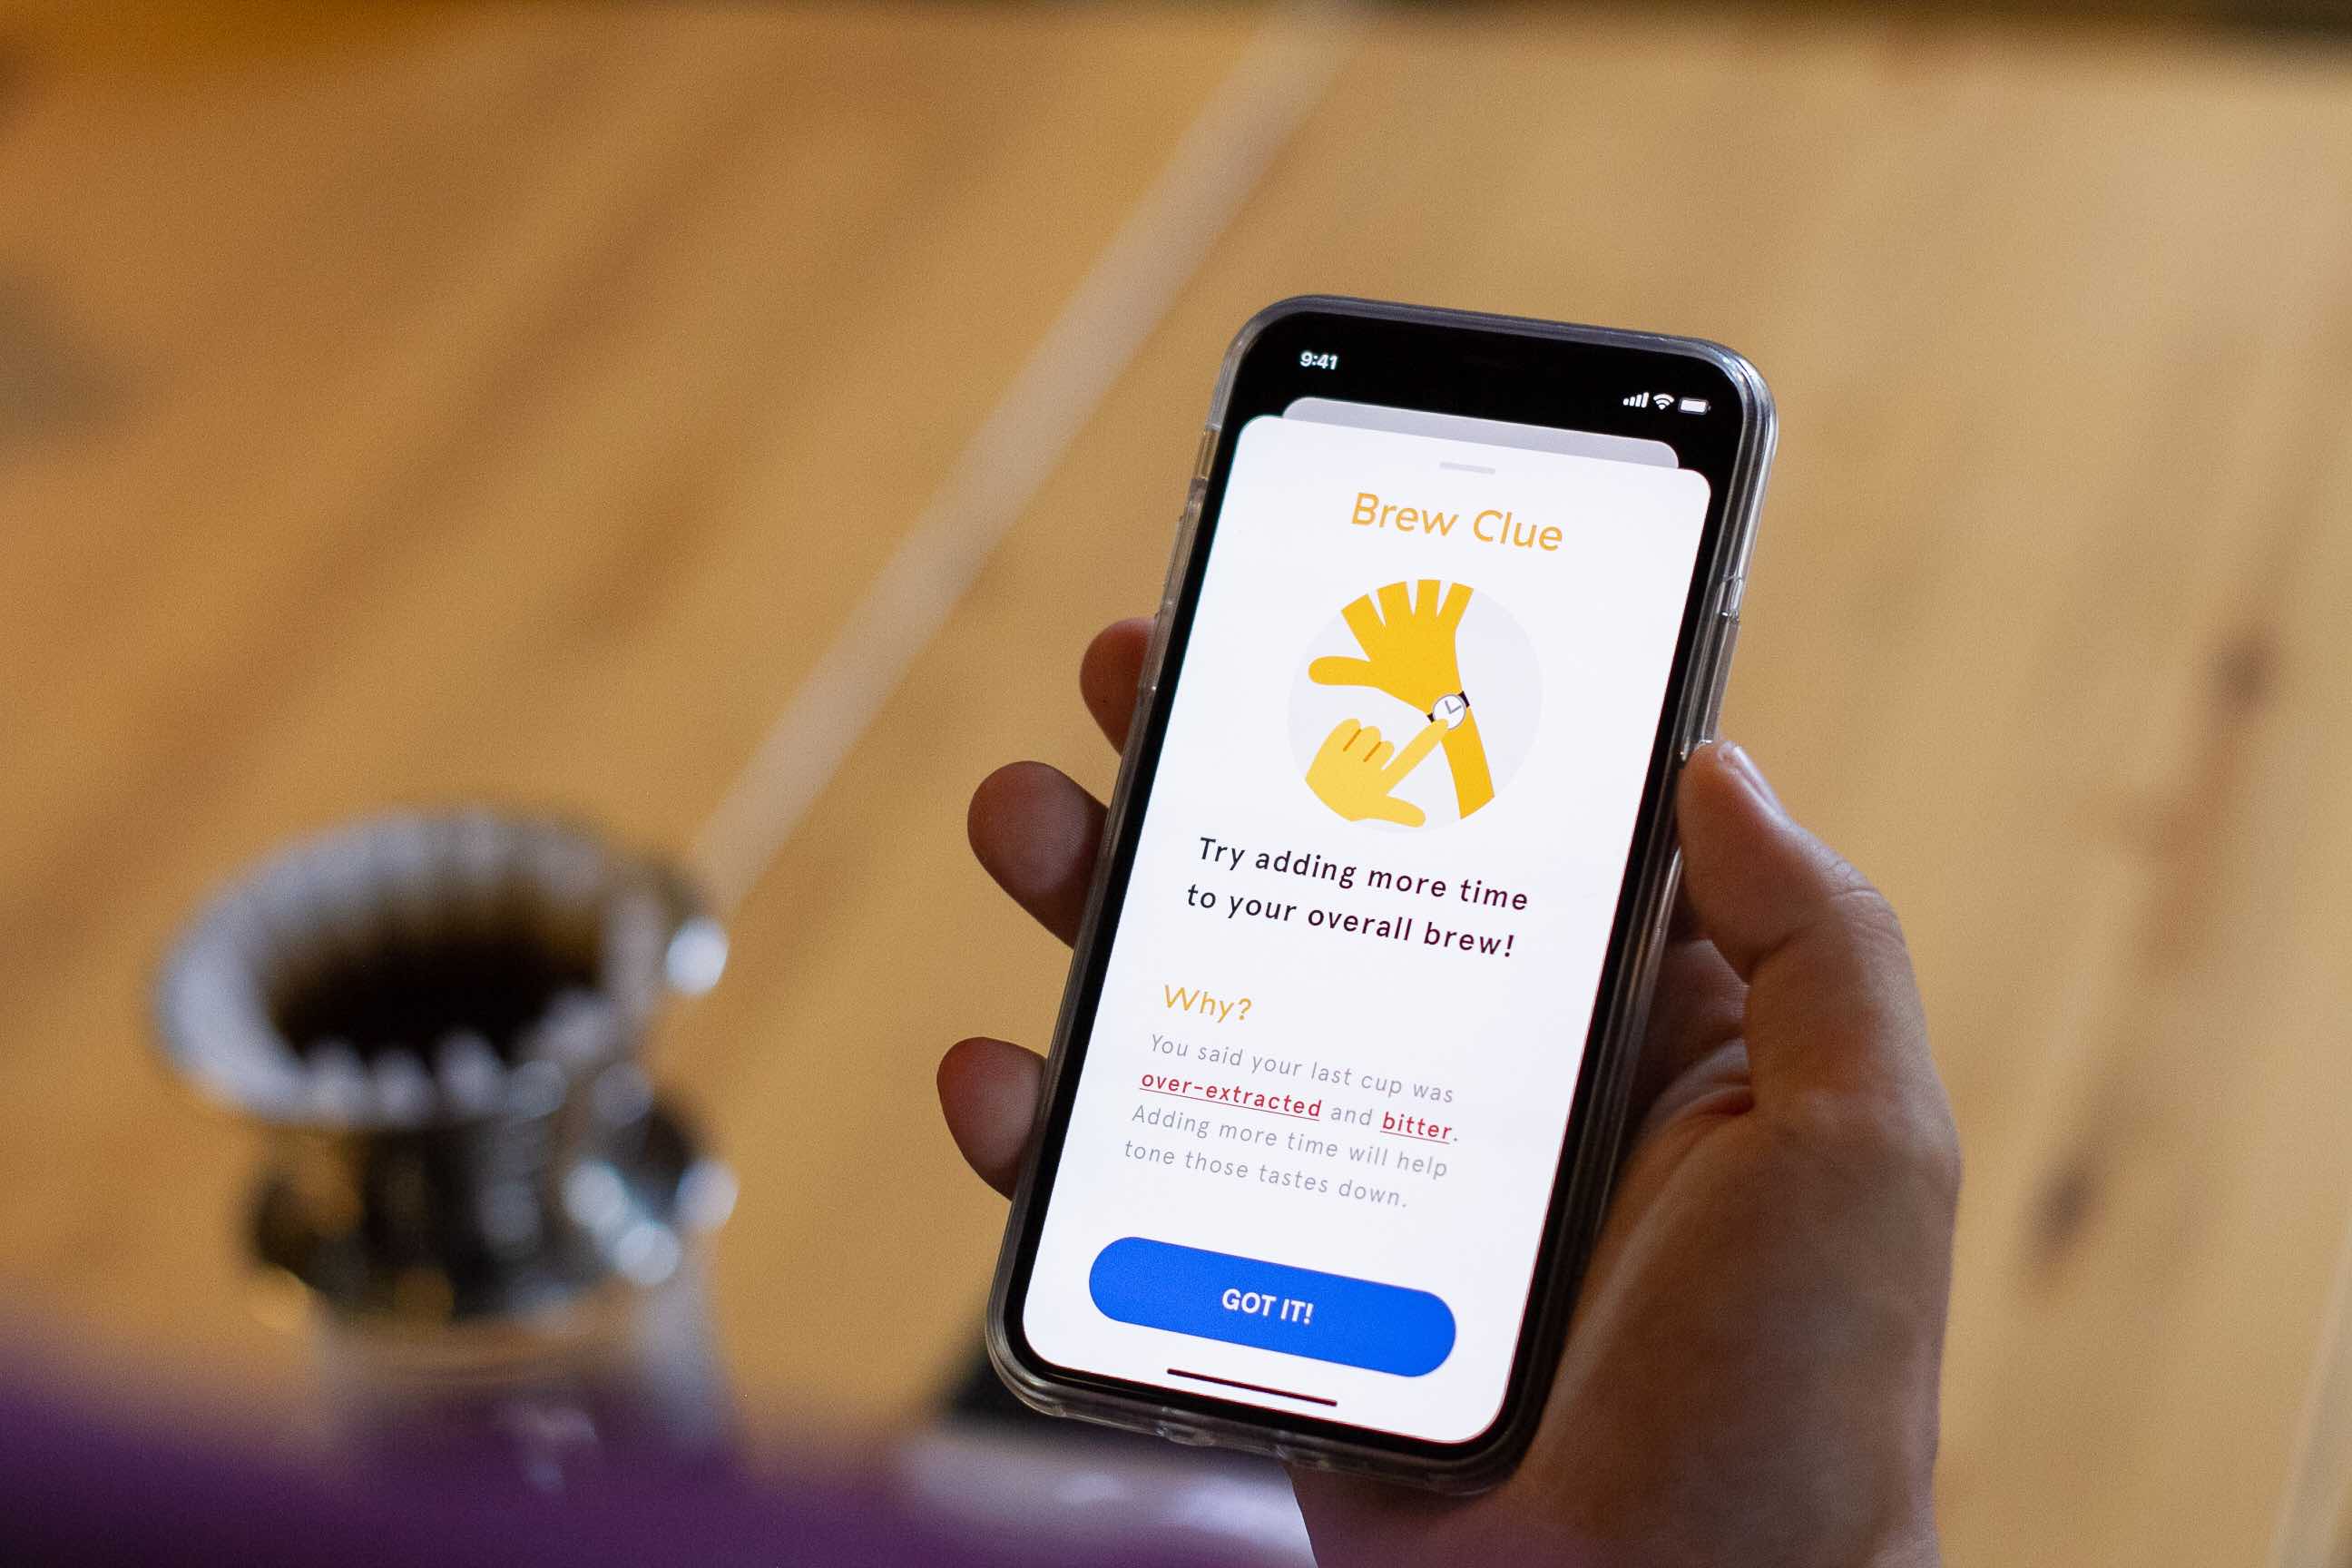 9:41
Brew Clue
Try adding more time
to your overall brew!
Why?
You said your last cup was
over-extracted and bitter.
Adding more time will help
tone those tastes down.
GOT IT!